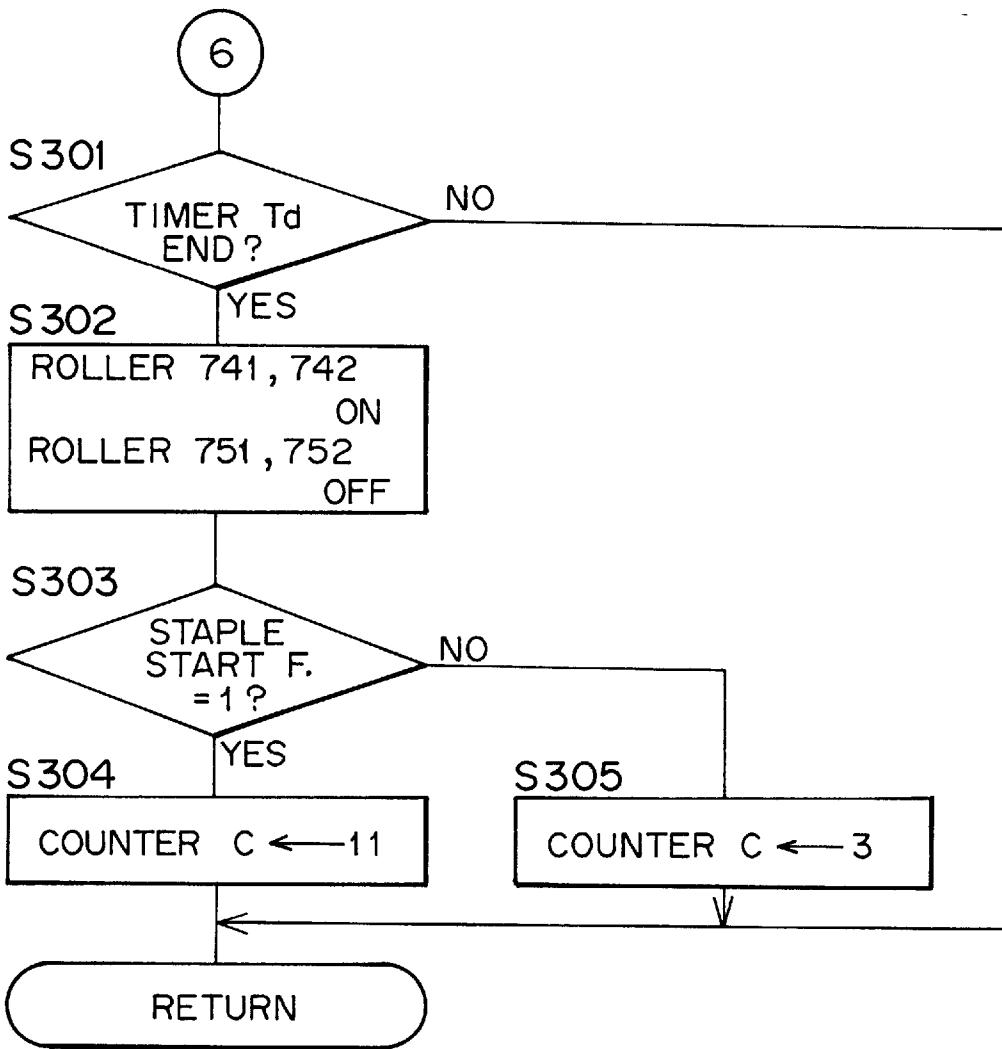 6
S301
TIMER Td
END?
NO
YES
S302
ROLLER 741, 742
ON
ROLLER 751, 752
OFF
S303
STAPLE
START F.
=1?
NO
YES
S304
COUNTER C ← 11
S305
COUNTER C ← 3
RETURN